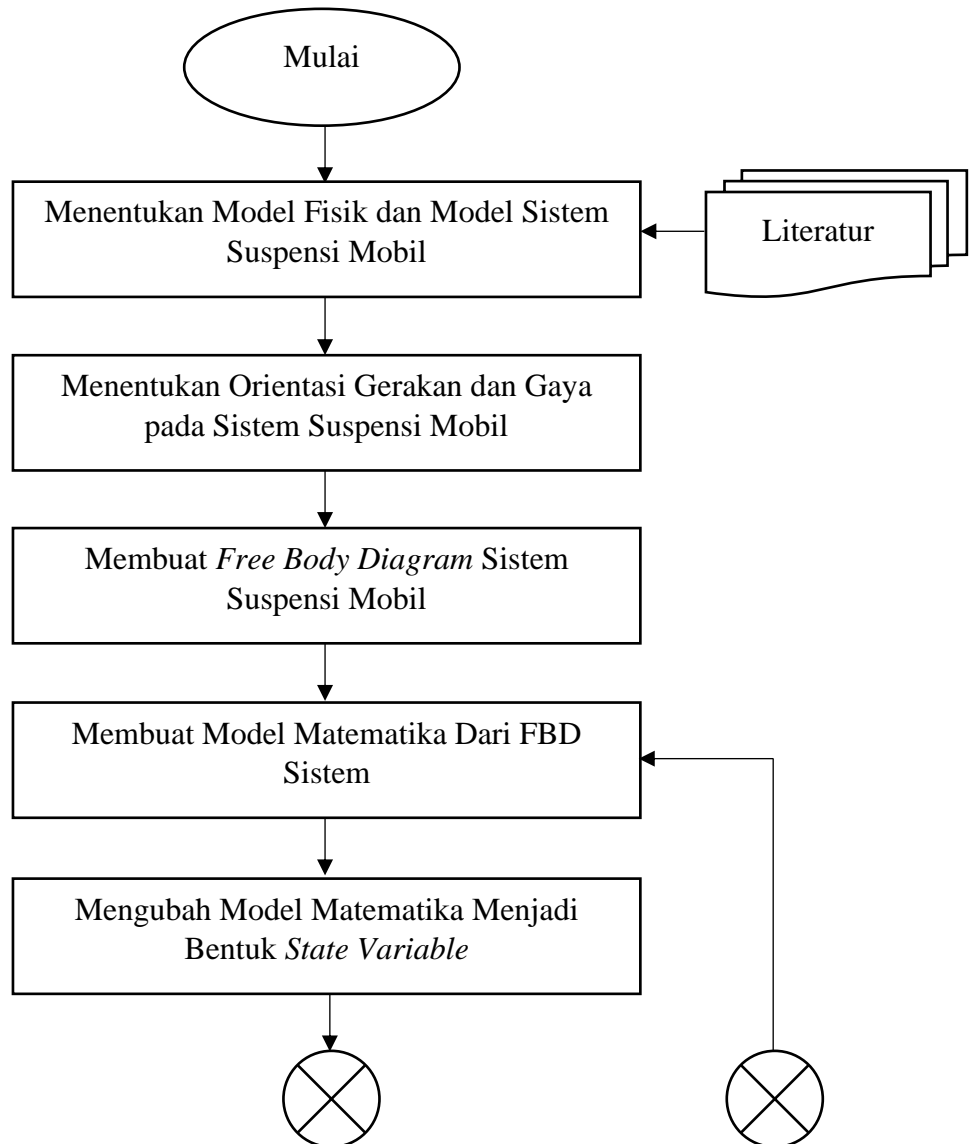 Mulai
Menentukan Model Fisik dan Model Sistem
Suspensi Mobil
Literatur
Menentukan Orientasi Gerakan dan Gaya
pada Sistem Suspensi Mobil
Membuat Free Body Diagram Sistem
Suspensi Mobil
Membuat Model Matematika Dari FBD
Sistem
Mengubah Model Matematika Menjadi
Bentuk State Variable